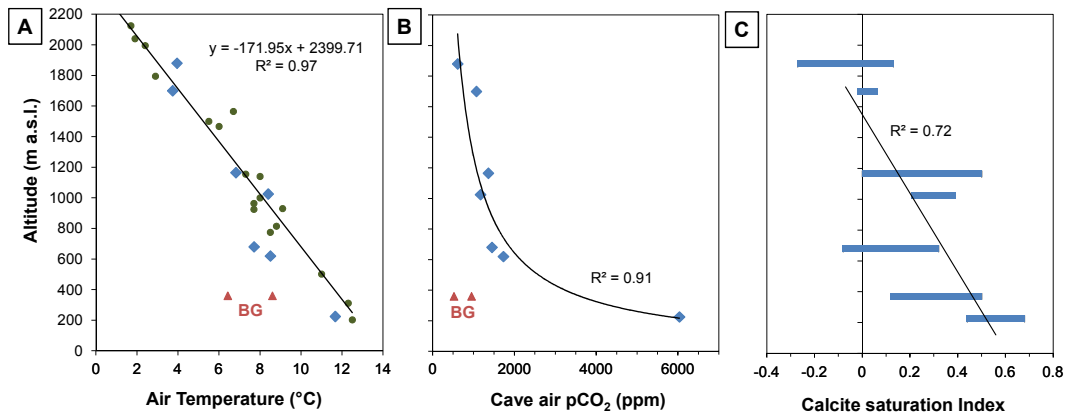 A
B
C
y = -171.95x + 2399.71
R² = 0.97
R² = 0.91
R² = 0.72
BG
BG
Altitude (m a.s.l.)
2200
2000
1800
1600
1400
1200
1000
800
600
400
200
0
0 2 4 6 8 10 12 14
0 2000 4000 6000
-0.4 0 0.2 0.4 0.6 0.8
Air Temperature (°C)
Cave air pCO₂ (ppm)
Calcite saturation Index